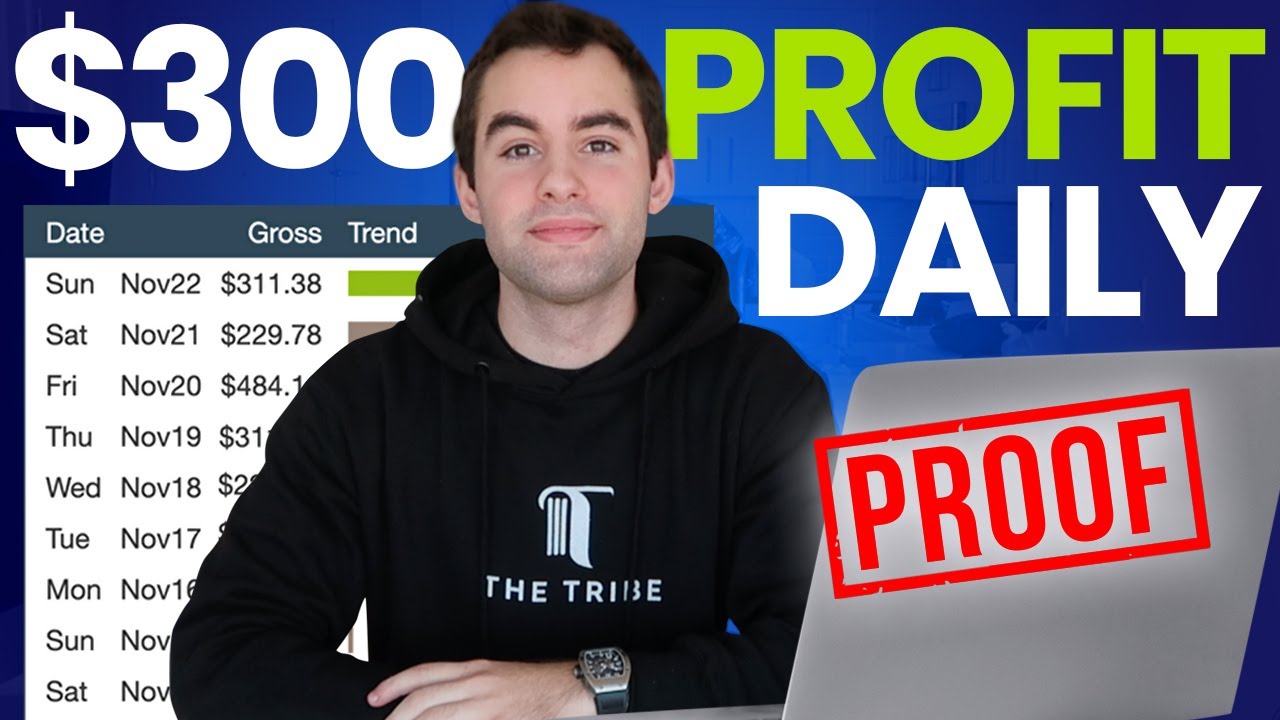 $300 PROFIT
DAILY
Date Gross Trend
Sun Nov22 $311.38
Sat Nov21 $229.78
Fri Nov20
Thu Nov19
Wed Nov18
Tue Nov17
Mon Nov16
Sun
Sat
PROOF
THE TRIBE